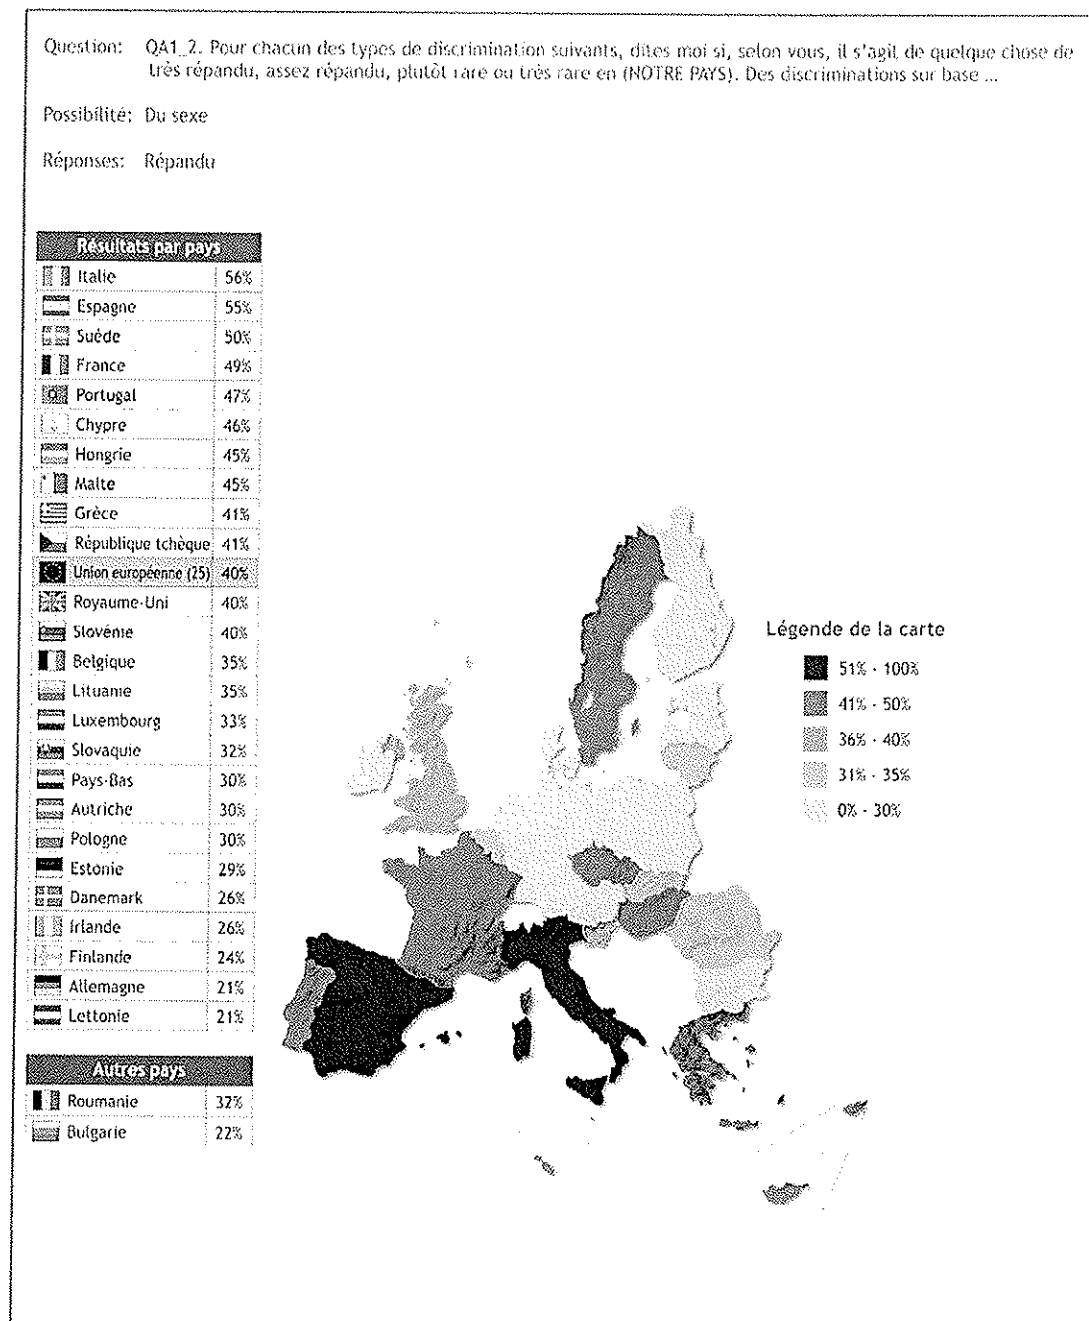 Question: QA1_2. Pour chacun des types de discrimination suivants, dites moi si, selon vous, il s'agil de quelque chose de
très répandu, assez répandu, plutôt rare ou très rare en (NOTRE PAYS). Des discriminations sur base ...
Possibilité: Du sexe
Réponses: Répandu
Résultats par pays
Italie 56%
Espagne 55%
Suède 50%
France 49%
Portugal 47%
Chypre 46%
Hongrie 45%
Malte 45%
Grèce 41%
République tchèque 41%
Union européenne (25) 40%
Royaume-Uni 40%
Slovénie 40%
Belgique 35%
Lituanie 35%
Luxembourg 33%
Slovaquie 32%
Pays-Bas 30%
Autriche 30%
Pologne 30%
Estonie 29%
Danemark 26%
Irlande 26%
Finlande 24%
Allemagne 21%
Lettonie 21%
Autres pays
Roumanie 32%
Bulgarie 22%
Légende de la carte
51% - 100%
41% - 50%
36% - 40%
31% - 35%
0% - 30%